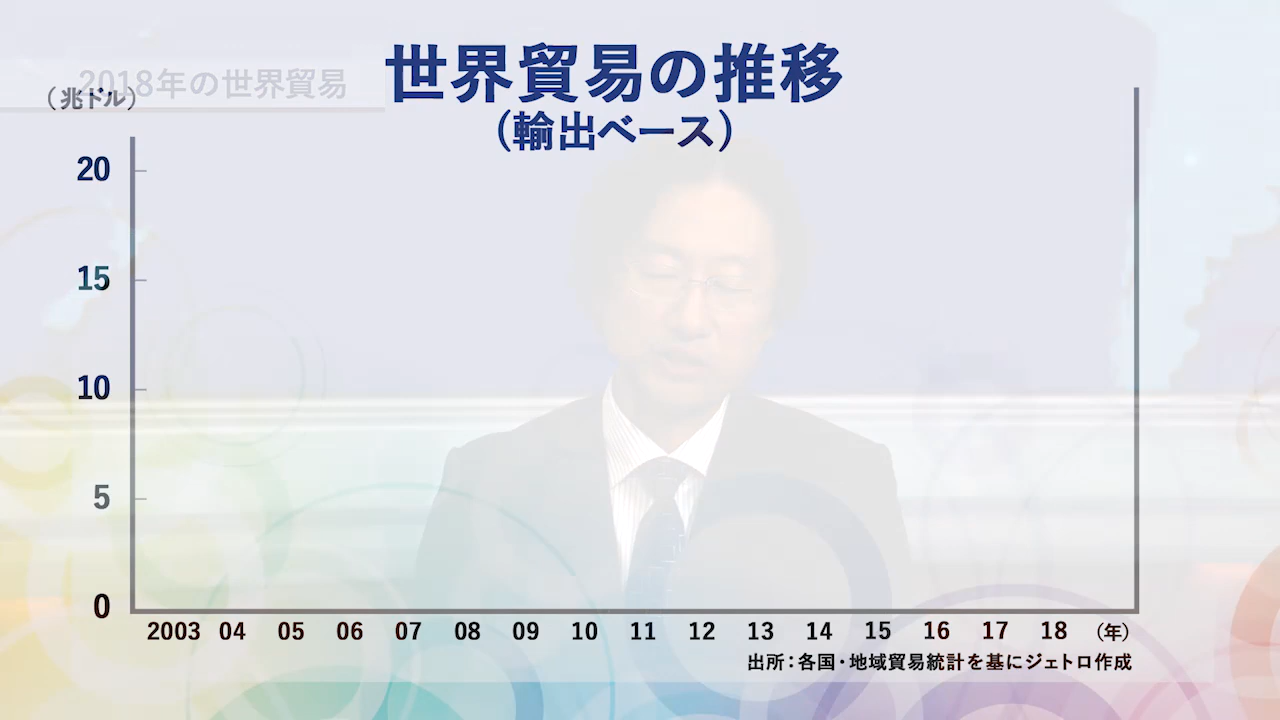 世界貿易の推移
(輸出ベース)
2018年の世界貿易
(兆ドル)
20
15
10
5
0
2003 04 05 06 07 08 09 10 11 12 13 14 15 16 17 18 (年)
出所:各国・地域貿易統計を基にジェトロ作成